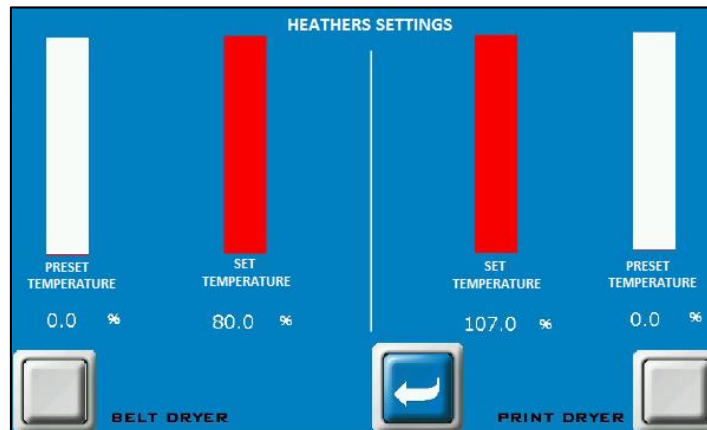 HEATHERS SETTINGS
PRESET TEMPERATURE
0.0 %
SET TEMPERATURE
80.0 %
SET TEMPERATURE
107.0 %
PRESET TEMPERATURE
0.0 %
BELT DRYER
PRINT DRYER